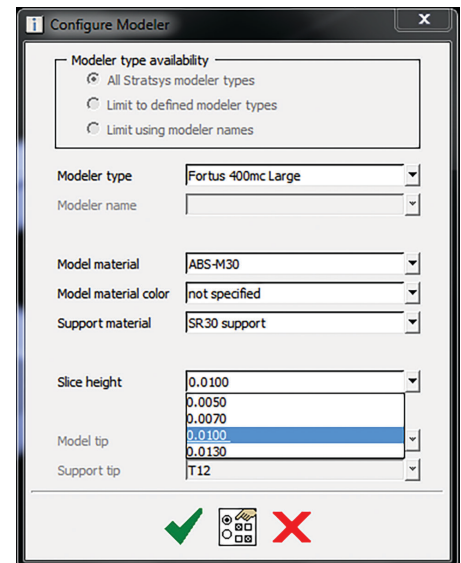 Configure Modeler
Modeler type availability
All Stratsys modeler types
Limit to defined modeler types
Limit using modeler names
Modeler type Fortus 400mc Large
Modeler name
Model material ABS-M30
Model material color not specified
Support material SR30 support
Slice height 0.0100
0.0050
0.0070
0.0100
Model tip
0.0130
Support tip T12